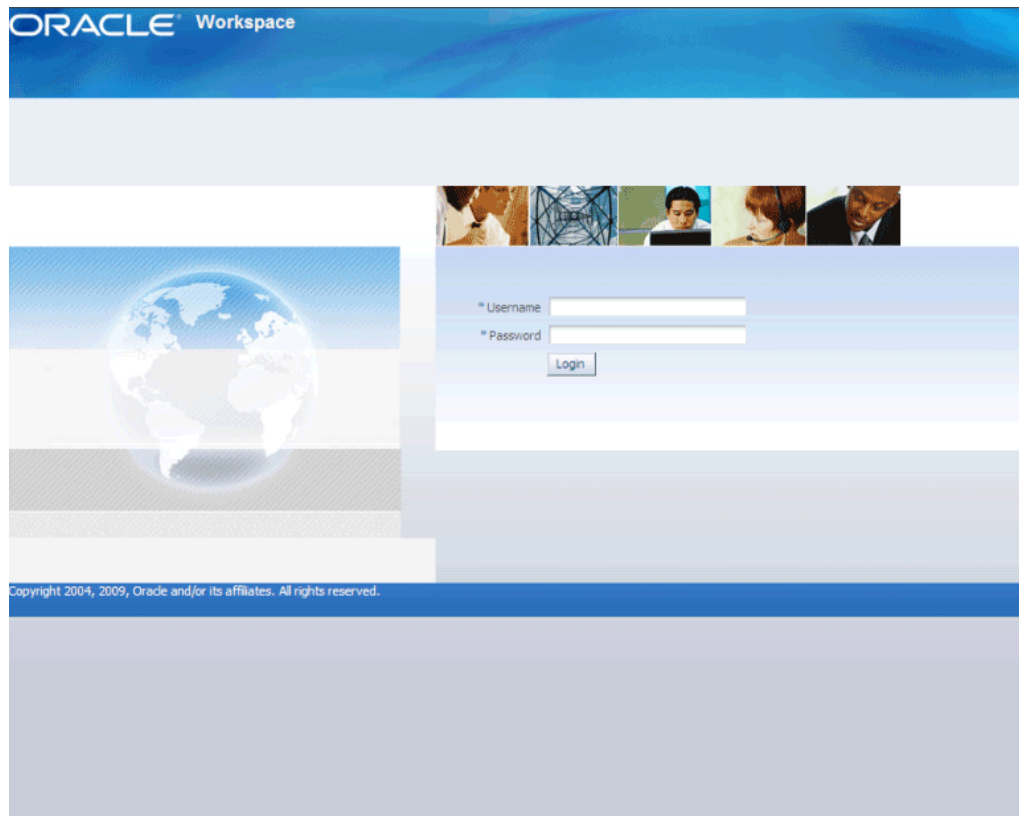 ORACLE® Workspace
* Username
* Password
Login
Copyright 2004, 2009, Oracle and/or its affiliates. All rights reserved.